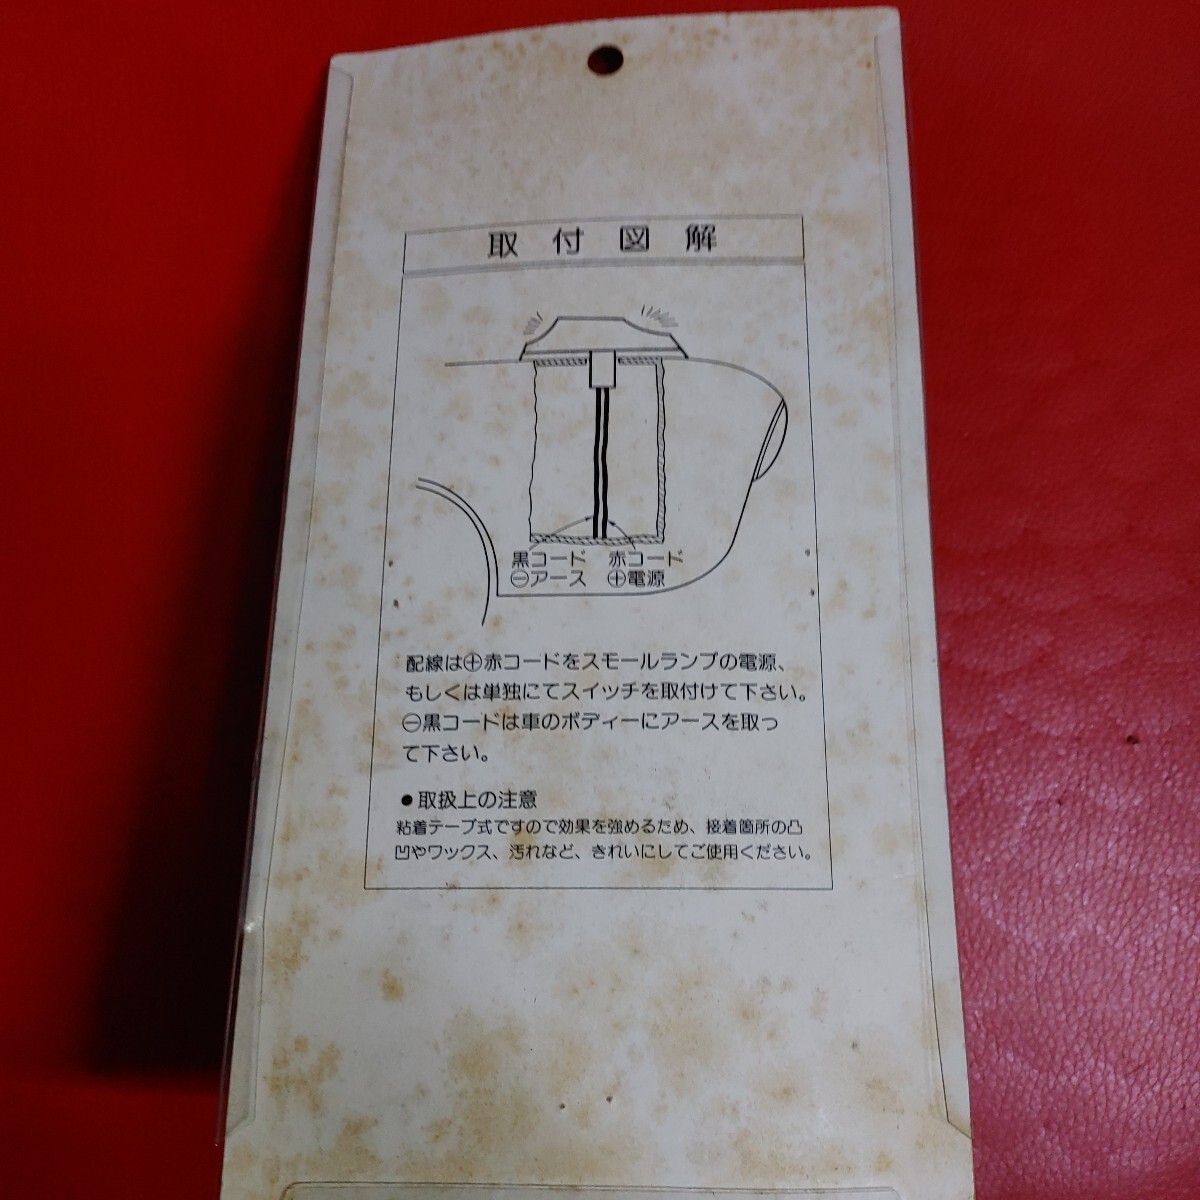 取付図解
黒コード 赤コード
⊖アース ⊕電源
配線は⊕赤コードをスモールランプの電源、
もしくは単独にてスイッチを取付けて下さい。
⊖黒コードは車のボディーにアースを取っ
て下さい。
●取扱上の注意
粘着テープ式ですので効果を強めるため、接着箇所の凸
凹やワックス、汚れなど、きれいにしてご使用ください。